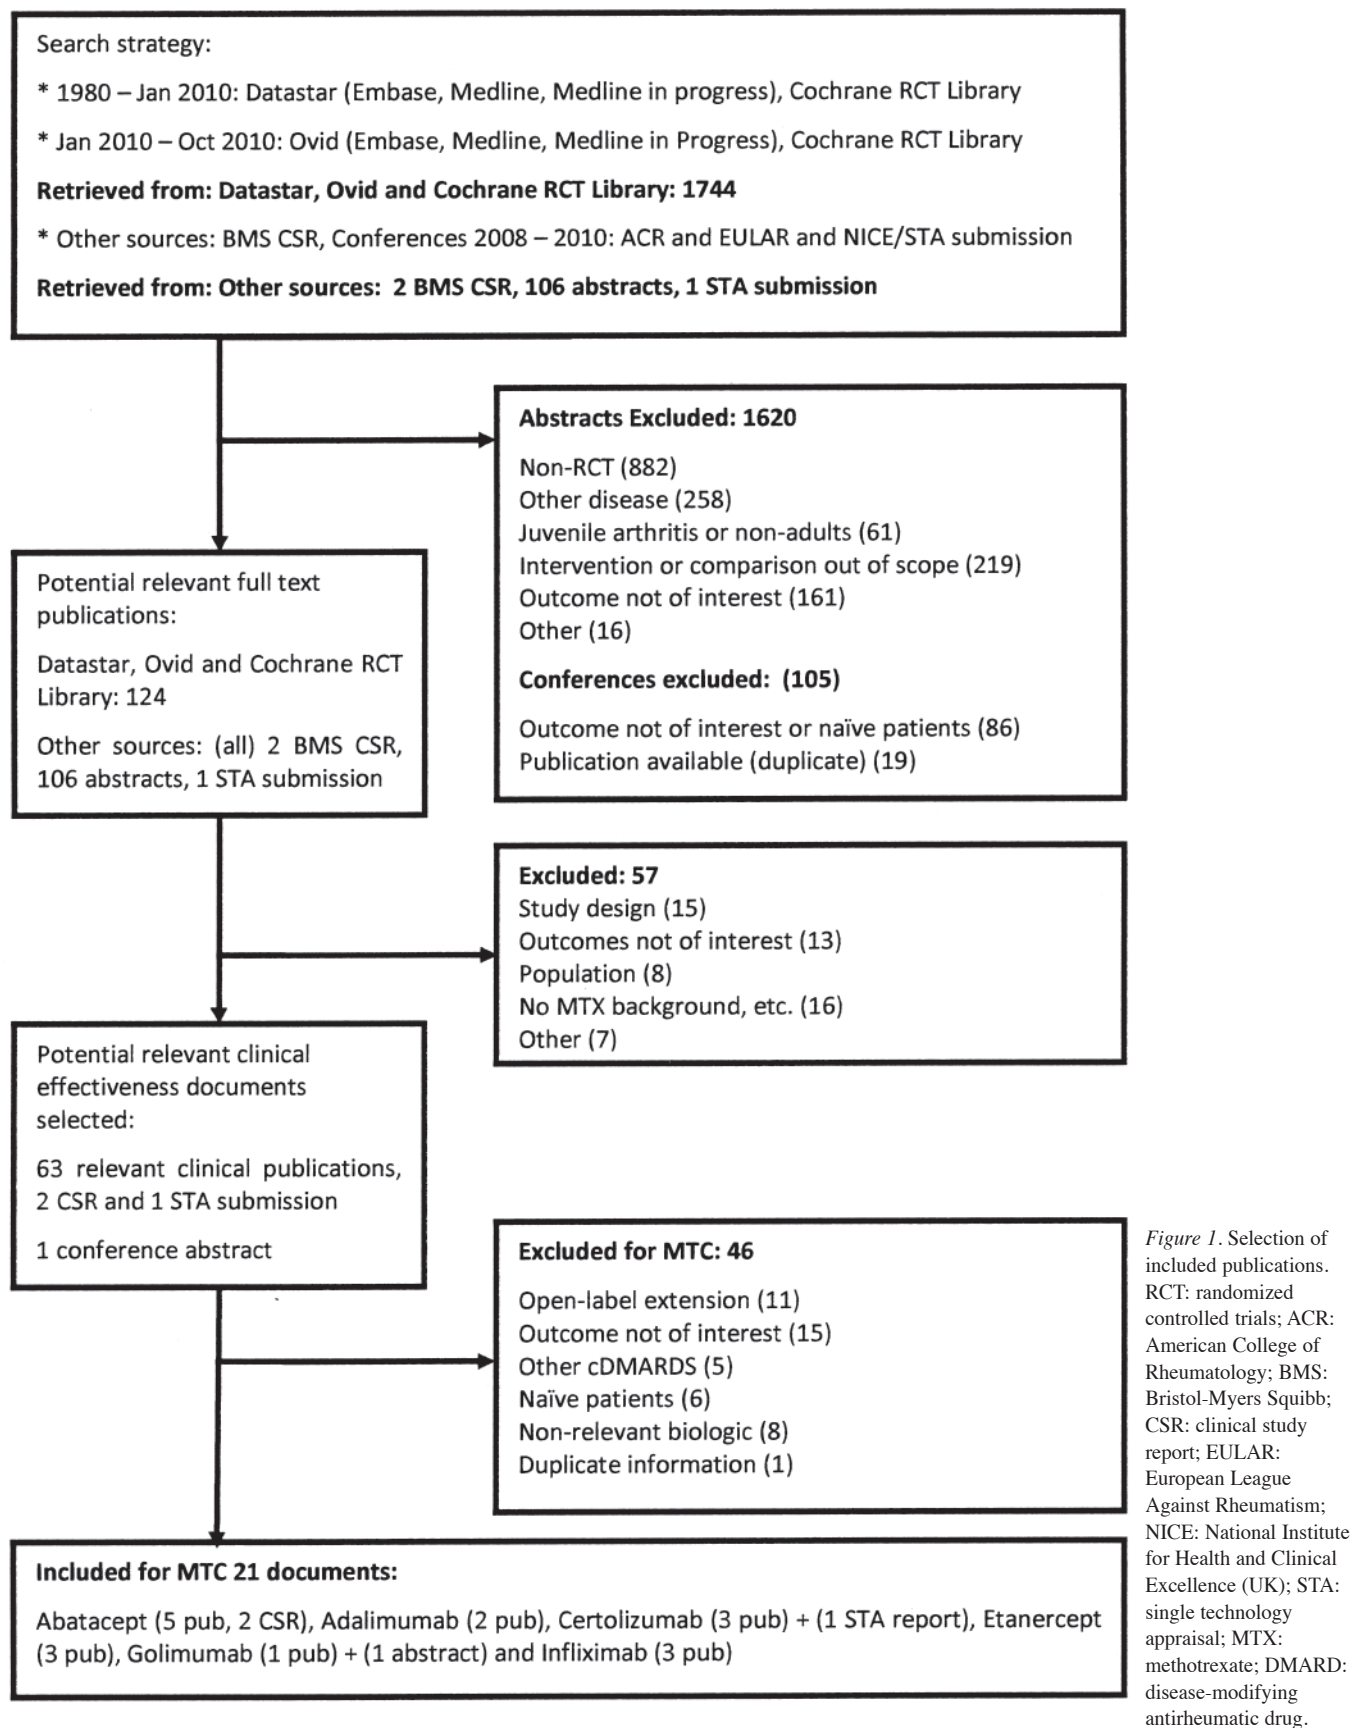 Search strategy:
* 1980 – Jan 2010: Datastar (Embase, Medline, Medline in progress), Cochrane RCT Library
* Jan 2010 – Oct 2010: Ovid (Embase, Medline, Medline in Progress), Cochrane RCT Library
Retrieved from: Datastar, Ovid and Cochrane RCT Library: 1744
* Other sources: BMS CSR, Conferences 2008 – 2010: ACR and EULAR and NICE/STA submission
Retrieved from: Other sources: 2 BMS CSR, 106 abstracts, 1 STA submission
Abstracts Excluded: 1620
Non-RCT (882)
Other disease (258)
Juvenile arthritis or non-adults (61)
Intervention or comparison out of scope (219)
Outcome not of interest (161)
Other (16)
Conferences excluded: (105)
Outcome not of interest or naïve patients (86)
Publication available (duplicate) (19)
Potential relevant full text
publications:
Datastar, Ovid and Cochrane RCT
Library: 124
Other sources: (all) 2 BMS CSR,
106 abstracts, 1 STA submission
Excluded: 57
Study design (15)
Outcomes not of interest (13)
Population (8)
No MTX background, etc. (16)
Other (7)
Potential relevant clinical
effectiveness documents
selected:
63 relevant clinical publications,
2 CSR and 1 STA submission
1 conference abstract
Excluded for MTC: 46
Open-label extension (11)
Outcome not of interest (15)
Other cDMARDS (5)
Naïve patients (6)
Non-relevant biologic (8)
Duplicate information (1)
Included for MTC 21 documents:
Abatacept (5 pub, 2 CSR), Adalimumab (2 pub), Certolizumab (3 pub) + (1 STA report), Etanercept
(3 pub), Golimumab (1 pub) + (1 abstract) and Infliximab (3 pub)
Figure 1. Selection of
included publications.
RCT: randomized
controlled trials; ACR:
American College of
Rheumatology; BMS:
Bristol-Myers Squibb;
CSR: clinical study
report; EULAR:
European League
Against Rheumatism;
NICE: National Institute
for Health and Clinical
Excellence (UK); STA:
single technology
appraisal; MTX:
methotrexate; DMARD:
disease-modifying
antirheumatic drug.